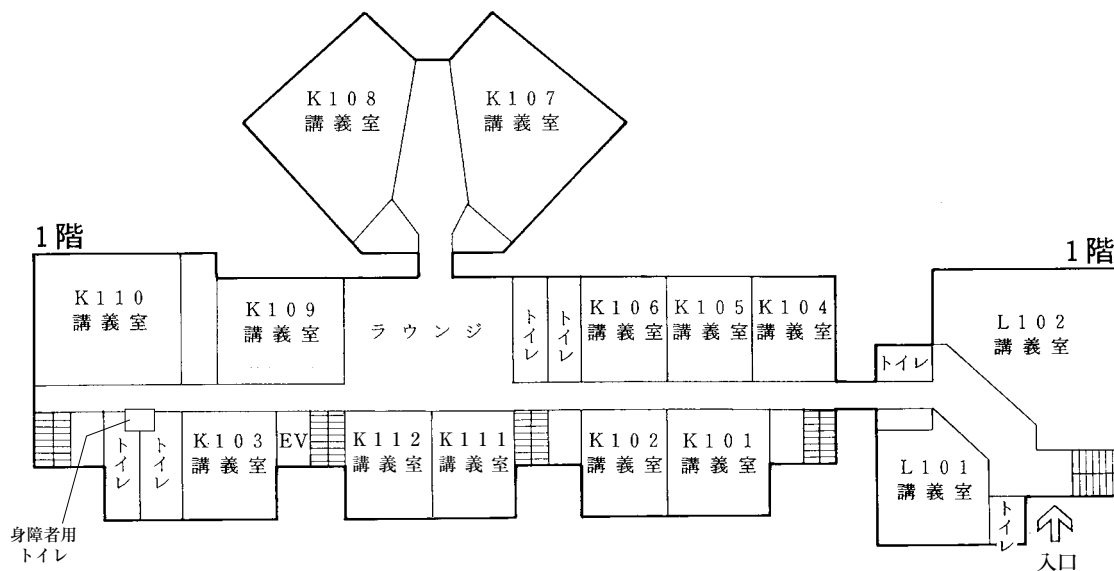 K108
講義室
K107
講義室
1階
1階
K110
講義室
K109
講義室
ラウンジ
トイレ
トイレ
K106
講義室
K105
講義室
K104
講義室
トイレ
L102
講義室
トイレ
トイレ
K103
講義室
EV
K112
講義室
K111
講義室
K102
講義室
K101
講義室
L101
講義室
トイレ
身障者用
トイレ
入口